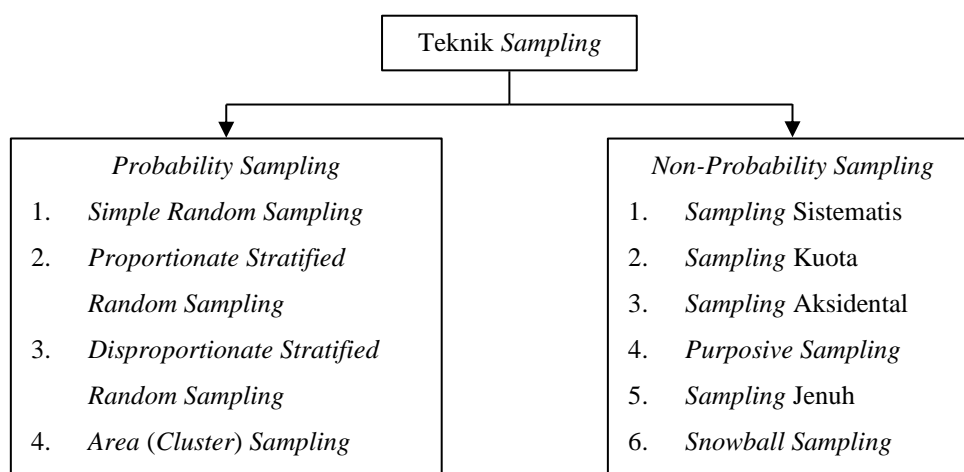 Teknik Sampling
Probability Sampling
1. Simple Random Sampling
2. Proportionate Stratified
Random Sampling
3. Disproportionate Stratified
Random Sampling
4. Area (Cluster) Sampling
Non-Probability Sampling
1. Sampling Sistematis
2. Sampling Kuota
3. Sampling Aksidental
4. Purposive Sampling
5. Sampling Jenuh
6. Snowball Sampling